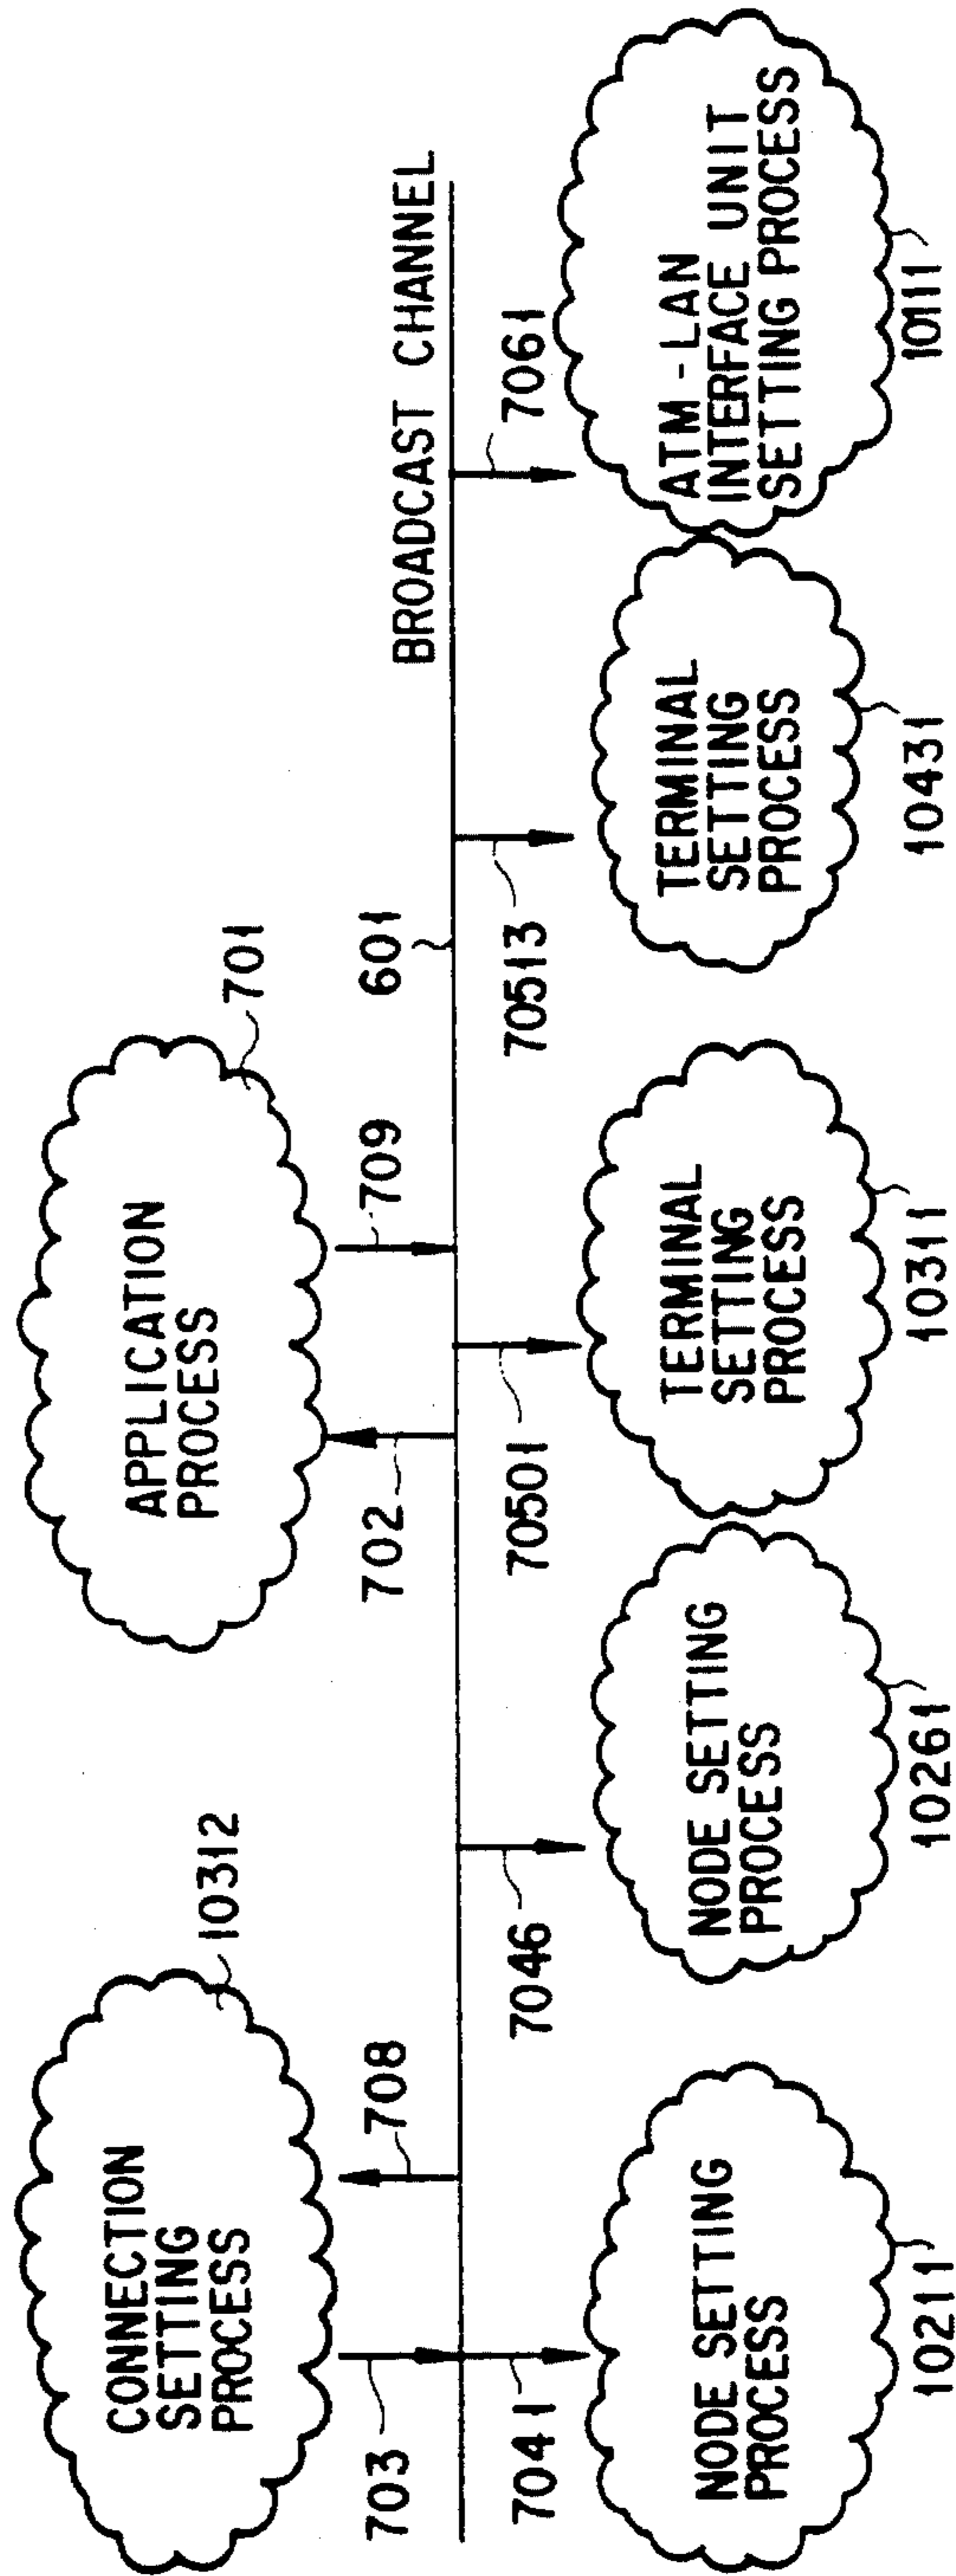 CONNECTION
SETTING
PROCESS
10312
APPLICATION
PROCESS
701
703
708
702
709
601
BROADCAST CHANNEL
7041
7046
70501
70513
7061
NODE SETTING
PROCESS
10211
NODE SETTING
PROCESS
10261
TERMINAL
SETTING
PROCESS
10311
TERMINAL
SETTING
PROCESS
10431
ATM-LAN
INTERFACE UNIT
SETTING PROCESS
10111